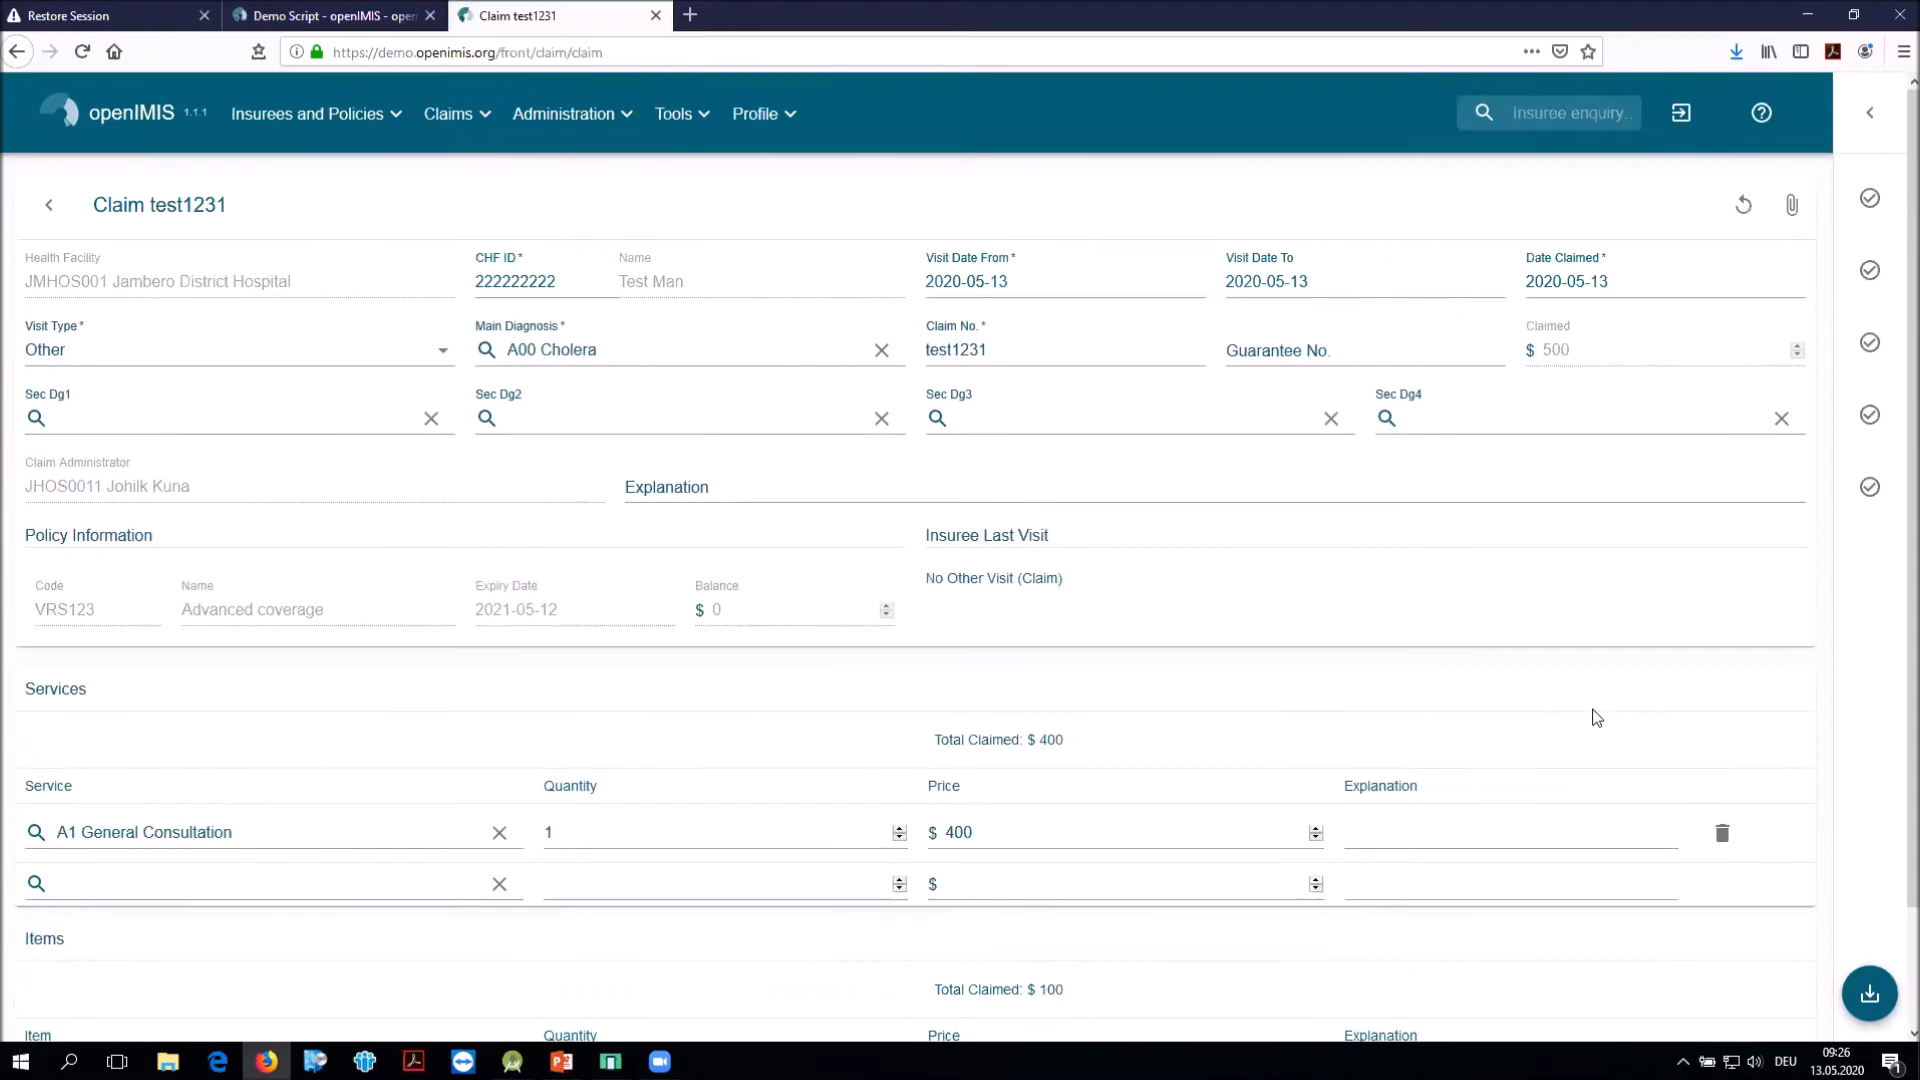 Restore Session
Demo Script - openIMIS - open
Claim test1231
https://demo.openimis.org/front/claim/claim
openIMIS 1.1.1 Insurees and Policies Claims Administration Tools Profile Insuree enquiry..
Claim test1231
Health Facility CHF ID* Name Visit Date From* Visit Date To Date Claimed*
JMHOS001 Jambero District Hospital 222222222 Test Man 2020-05-13 2020-05-13 2020-05-13
Visit Type* Main Diagnosis* Claim No.* Claimed
Other A00 Cholera test1231 Guarantee No. $ 500
Sec Dg1 Sec Dg2 Sec Dg3 Sec Dg4
Claim Administrator
JHOS0011 Johilk Kuna Explanation
Policy Information Insuree Last Visit
No Other Visit (Claim)
Code Name Expiry Date Balance
VRS123 Advanced coverage 2021-05-12 $ 0
Services
Total Claimed: $ 400
Service Quantity Price Explanation
A1 General Consultation 1 $ 400
$
Items
Total Claimed: $ 100
Item Quantity Price Explanation
DEU 09:26
13.05.2020 1